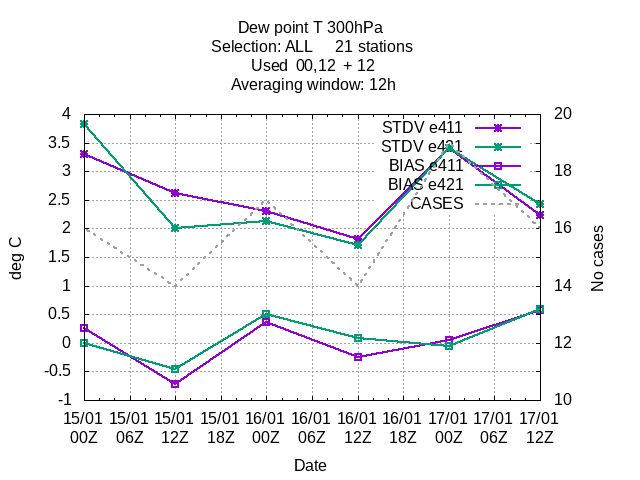 Dew point T 300hPa
Selection: ALL 21 stations
Used 00,12 + 12
Averaging window: 12h
4
3.5
3
2.5
2
1.5
1
0.5
0
-0.5
-1
20
18
16
14
12
10
deg C
No cases
STDV e411
STDV e421
BIAS e411
BIAS e421
CASES
15/01 15/01 15/01 15/01 16/01 16/01 16/01 16/01 17/01 17/01 17/01
00Z 06Z 12Z 18Z 00Z 06Z 12Z 18Z 00Z 06Z 12Z
Date